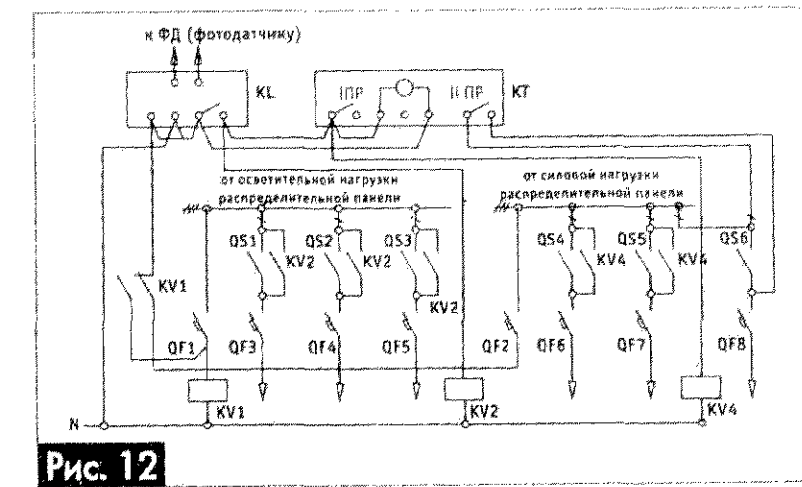 к ФД (фотодатчику)
KL
IПР
II ПР
КТ
от осветительной нагрузки
распределительной панели
от силовой нагрузки
распределительной панели
QS1
QS2
QS3
QS4
QS5
QS6
KV2
KV2
KV2
KV4
KV4
KV1
QF1
QF3
QF4
QF5
QF2
QF6
QF7
QF8
KV1
KV2
KV4
N
Рис. 12